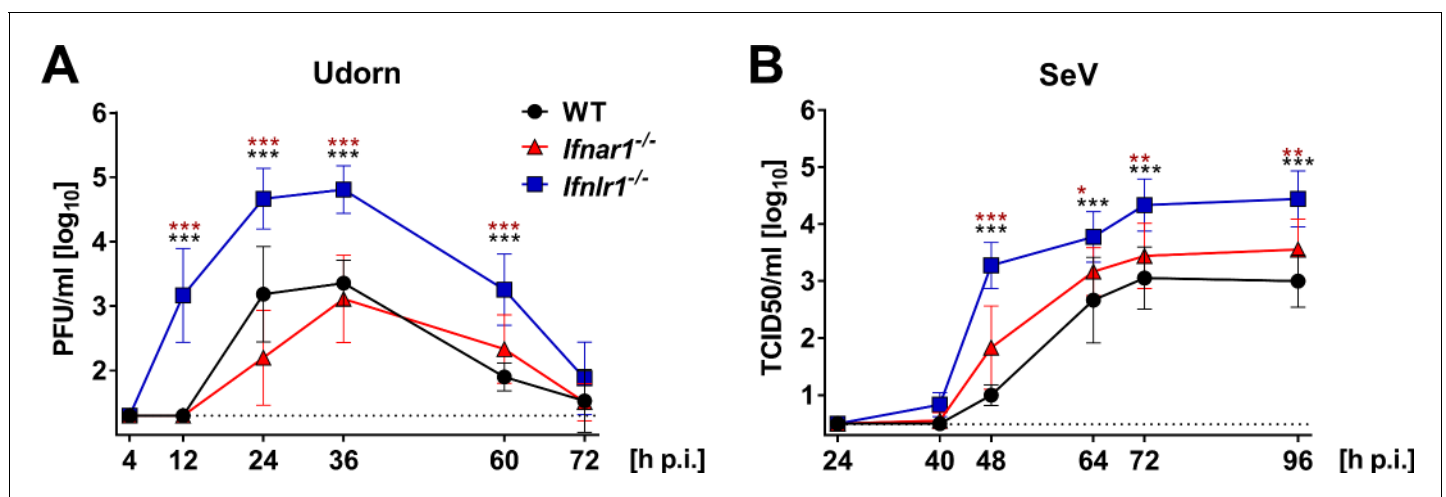 A
Udorn
PFU/ml [log10]
6
5
4
3
2
4 12 24 36 60 72 [h p.i.]
***
***
***
***
***
***
***
***
WT
Ifnar1-/-
Ifnlr1-/-
B
SeV
TCID50/ml [log10]
6
5
4
3
2
1
24 40 48 64 72 96 [h p.i.]
***
***
*
***
**
***
**
***